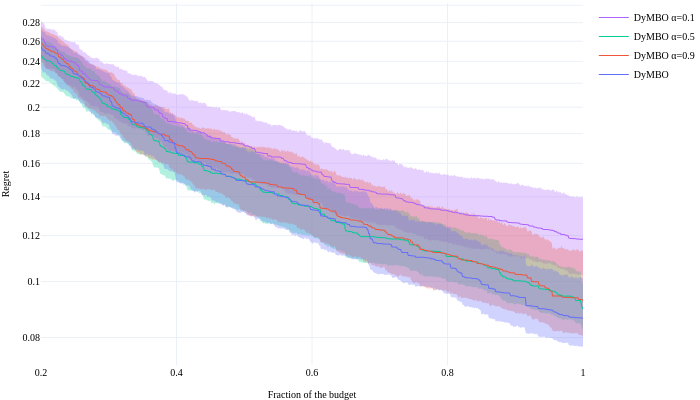 0.28
0.26
0.24
0.22
0.2
0.18
0.16
0.14
0.12
0.1
0.08
Regret
0.2
0.4
0.6
0.8
1
Fraction of the budget
DyMBO α=0.1
DyMBO α=0.5
DyMBO α=0.9
DyMBO